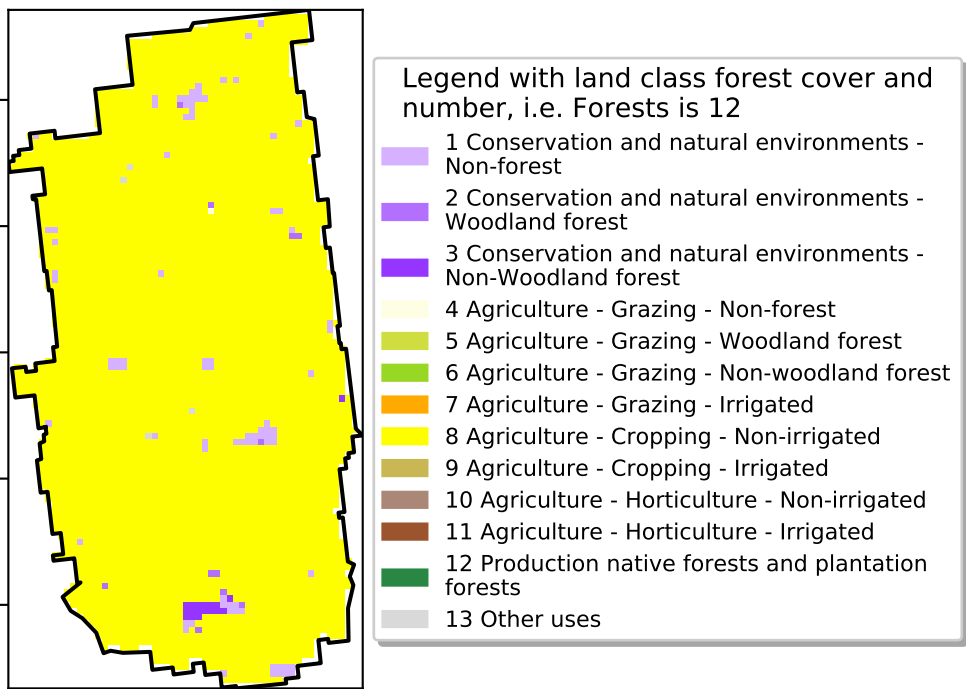 Legend with land class forest cover and
number, i.e. Forests is 12
1 Conservation and natural environments -
Non-forest
2 Conservation and natural environments -
Woodland forest
3 Conservation and natural environments -
Non-Woodland forest
4 Agriculture - Grazing - Non-forest
5 Agriculture - Grazing - Woodland forest
6 Agriculture - Grazing - Non-woodland forest
7 Agriculture - Grazing - Irrigated
8 Agriculture - Cropping - Non-irrigated
9 Agriculture - Cropping - Irrigated
10 Agriculture - Horticulture - Non-irrigated
11 Agriculture - Horticulture - Irrigated
12 Production native forests and plantation
forests
13 Other uses